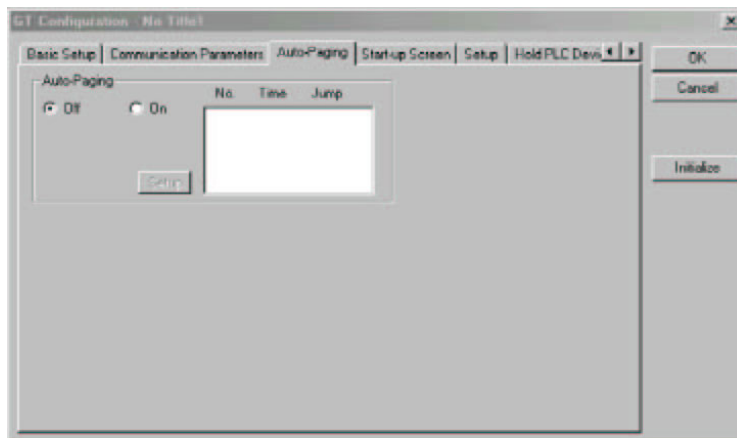 GT Configuration - No Title1
Basic Setup Communication Parameters Auto-Paging Start-up Screen Setup Hold PLC Devi
OK
Cancel
Initialize
Auto-Paging
Off On
No. Time Jump
Setup